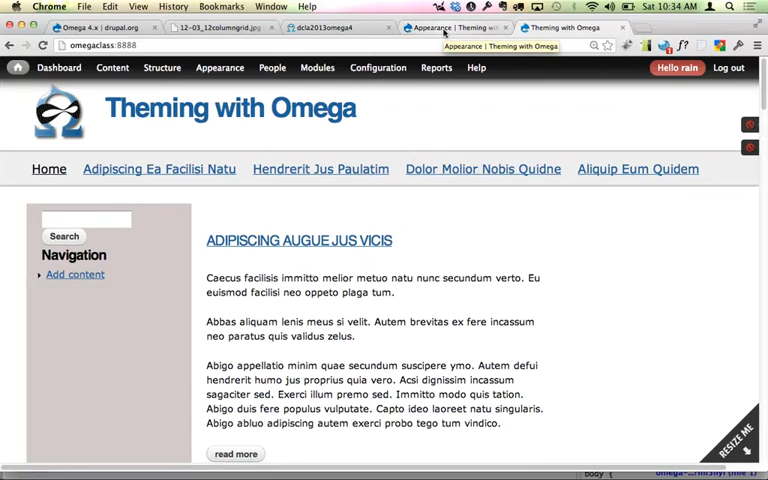 Chrome File Edit View History Bookmarks Window Help Sat 10:34 AM
Omega 4.x | drupal.org 12-03_12columngrid.jpg dcla2013omega4 Appearance | Theming wit Theming with Omega
omegaclass:8888
Appearance | Theming with Omega
Dashboard Content Structure Appearance People Modules Configuration Reports Help Hello rain Log out
Theming with Omega
Home Adipiscing Ea Facilisi Natu Hendrerit Jus Paulatim Dolor Molior Nobis Quidne Aliquip Eum Quidem
Search
Navigation
Add content
ADIPISCING AUGUE JUS VICIS
Caecus facilisis immitto melior metuo natu nunc secundum verto. Eu
euismod facilisi neo oppeto plaga tum.
Abbas aliquam lenis meus si velit. Autem brevitas ex fere incassum
neo paratus quis validus zelus.
Abigo appellatio minim quae secundum suscipere ymo. Autem defui
hendrerit humo jus proprius quia vero. Acsi dignissim incassum
sagaciter sed. Exerci illum premo sed. Immitto modo quis tation.
Abigo duis fere populus vulputate. Capto ideo laoreet natu singularis.
Abigo abluo adipiscing autem exerci probo tego tum vindico.
read more
RESIZE ME
body {